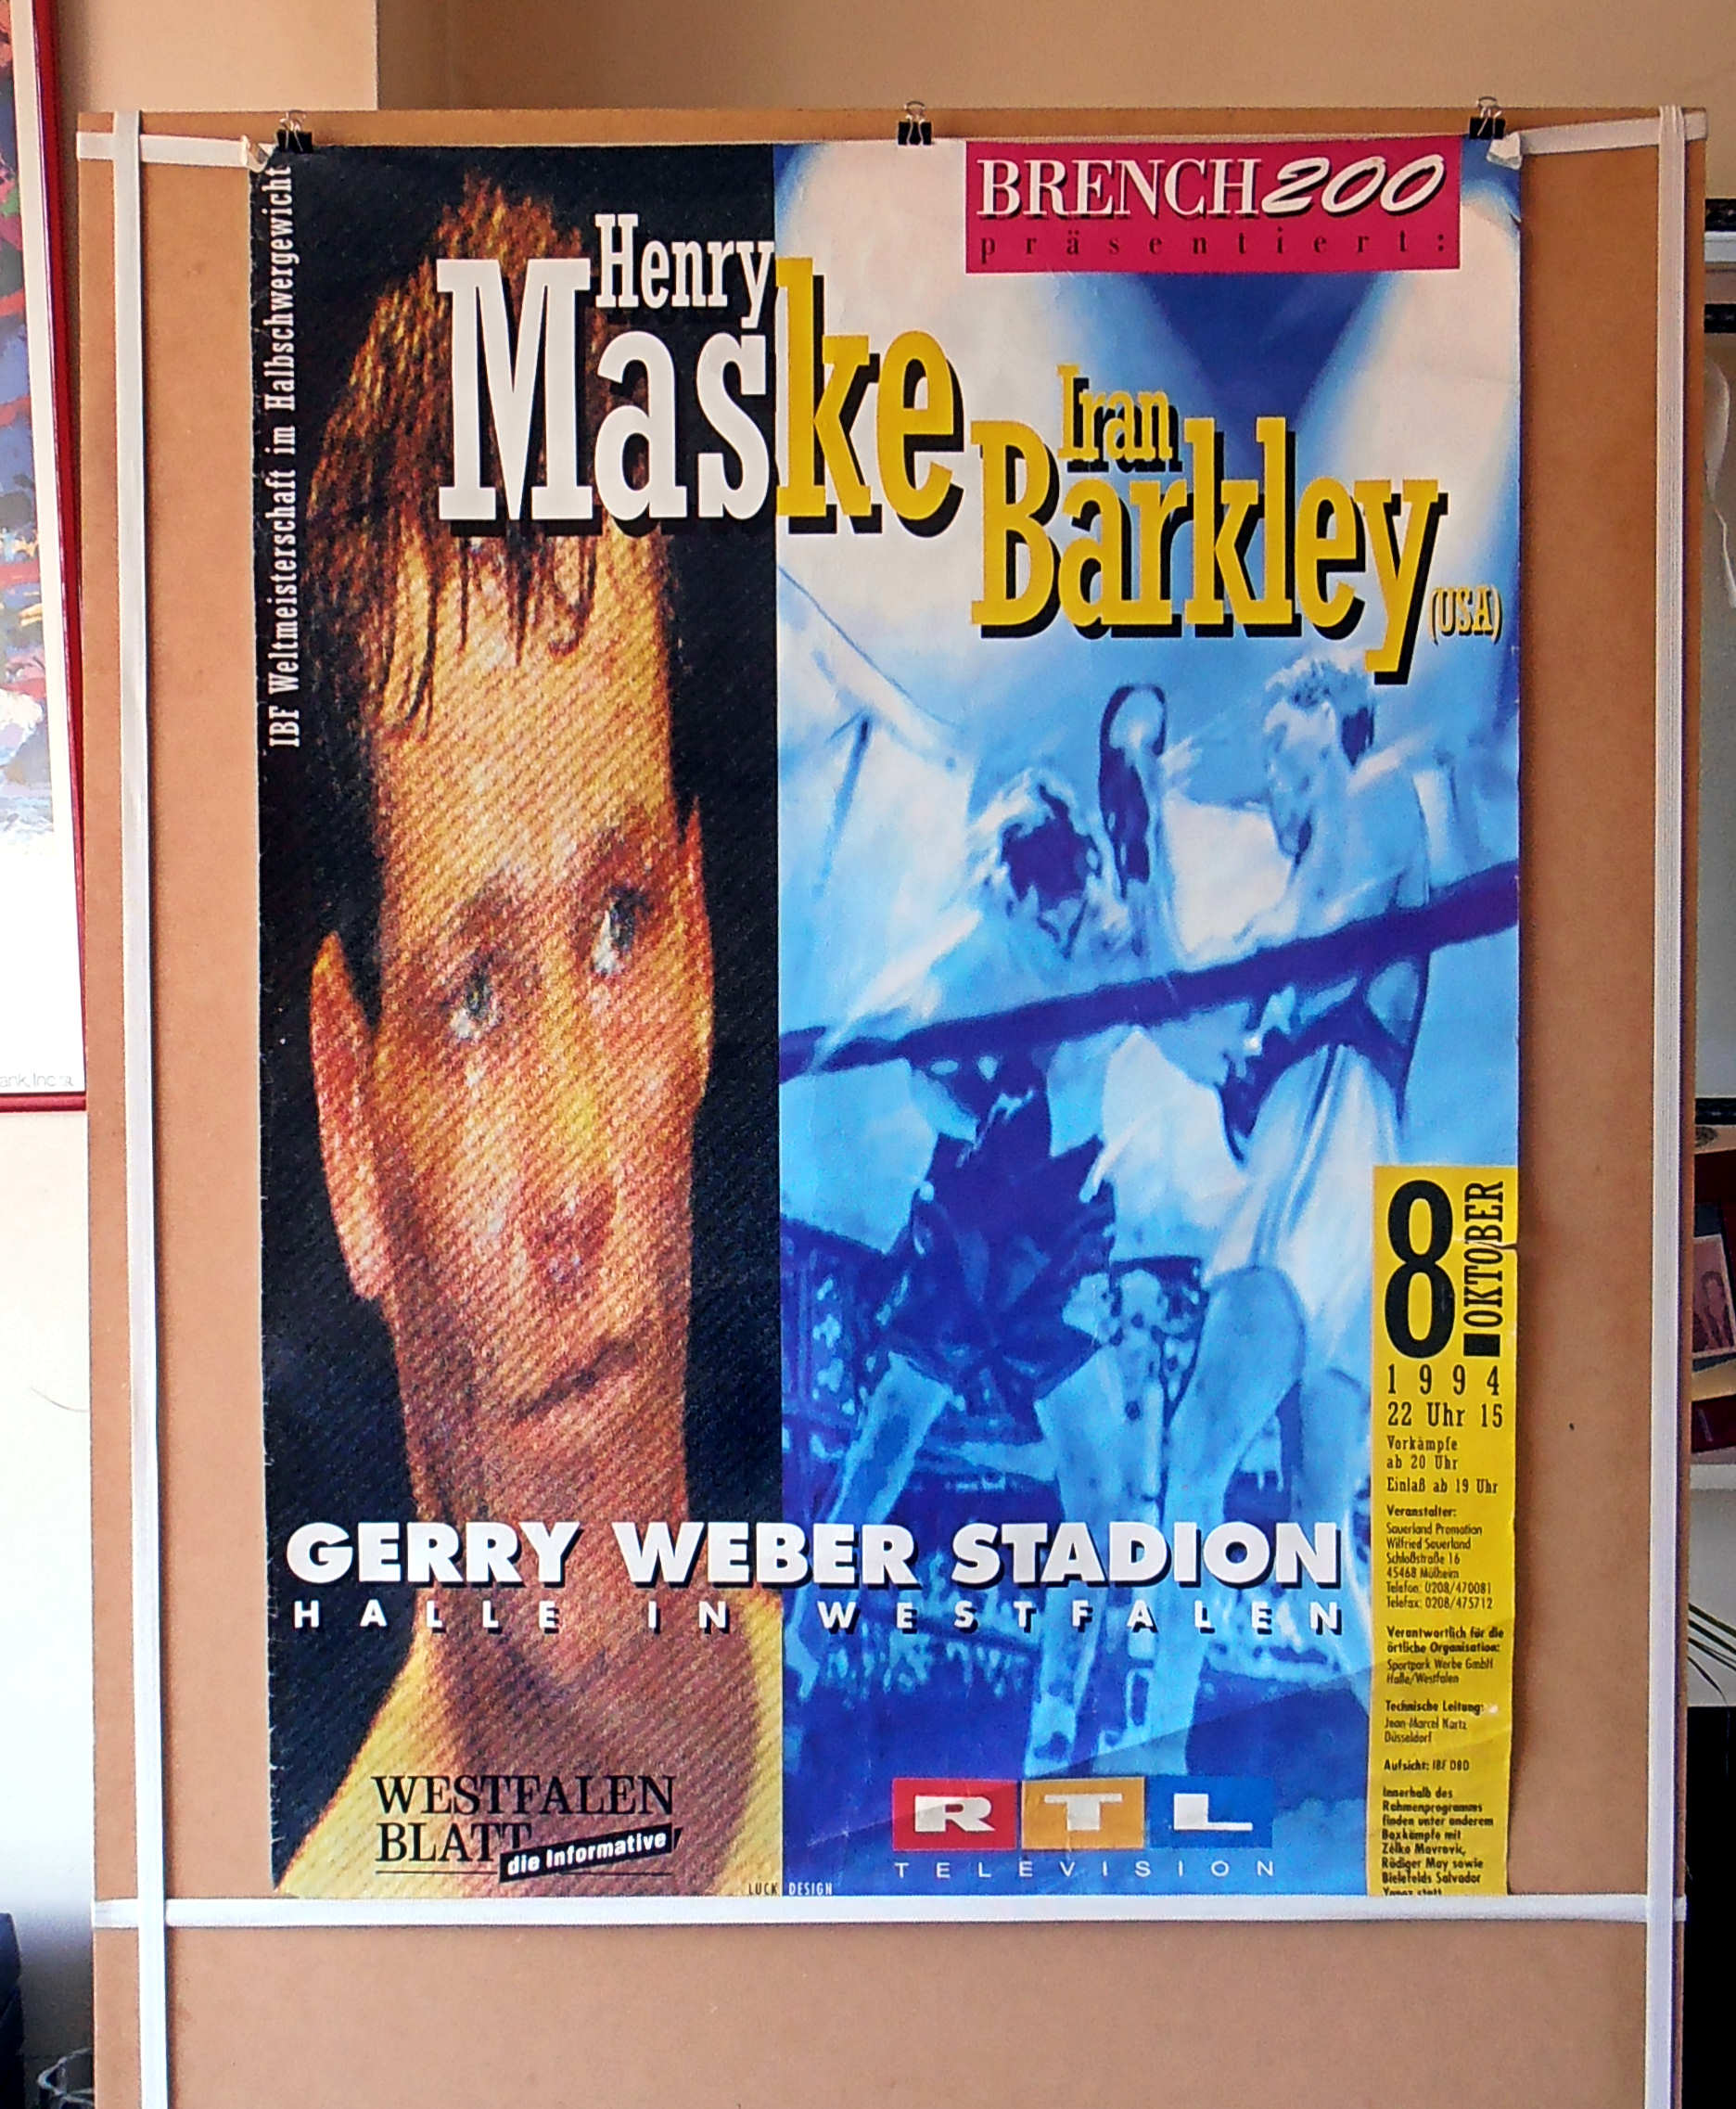 BRENCH200
präsentiert:
IBF Weltmeisterschaft im Halbschwergewicht
Henry
Maske
Iran
Barkley
(USA)
8. OKTOBER
1994
22 Uhr 15
Vorkämpfe
ab 20 Uhr
Einlaß ab 19 Uhr
Veranstalter:
Sauerland Promotion
Wilfried Sauerland
Schloßstraße 16
45468 Mülheim
Telefon: 0208/470081
Telefax: 0208/475712
Verantwortlich für die
örtliche Organisation:
Sportpark Werbe GmbH
Halle/Westfalen
Technische Leitung:
Jean-Marcel Nartz
Düsseldorf
Aufsicht: IBF DBD
Innerhalb des
Rahmenprogramms
finden unter anderem
Boxkämpfe mit
Zelko Mavrovic,
Rüdiger May sowie
Bielefelds Salvador
Yanez statt
GERRY WEBER STADION
HALLE IN WESTFALEN
WESTFALEN
BLATT
die Informative
RTL
TELEVISION
LUCK DESIGN